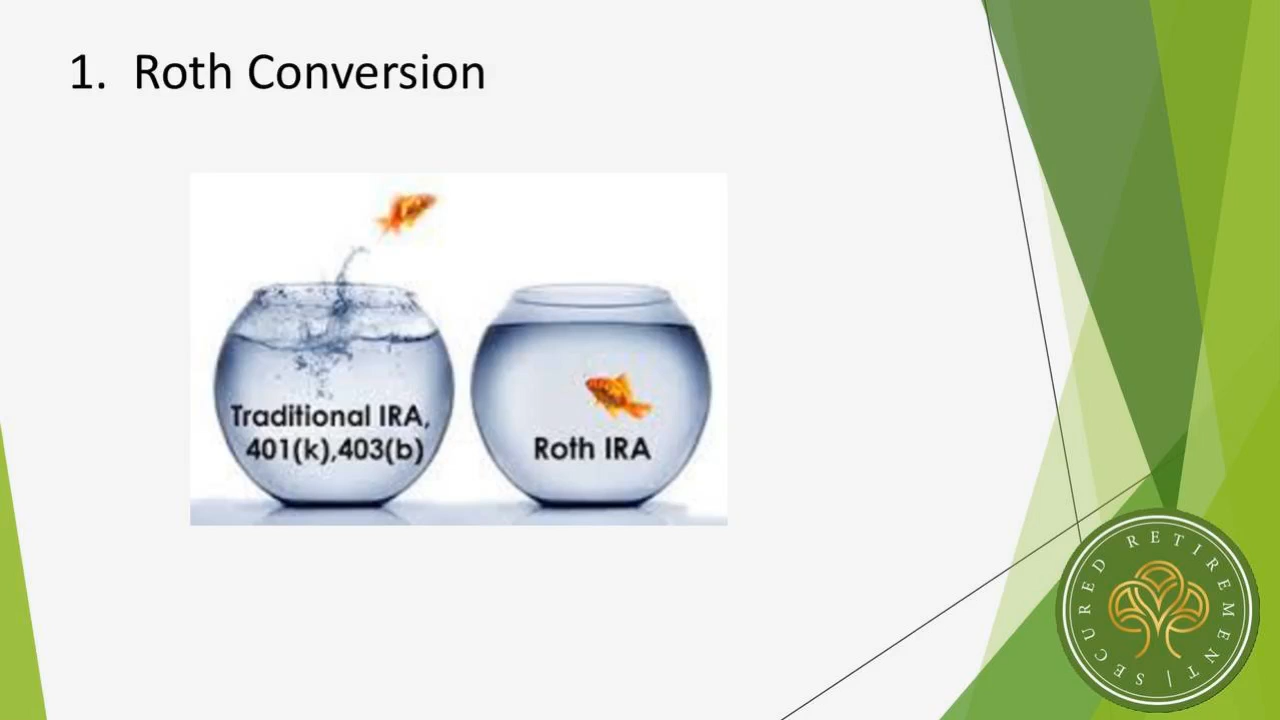 1. Roth Conversion
Traditional IRA,
401(k),403(b)
Roth IRA
SECURED RETIREMENT |